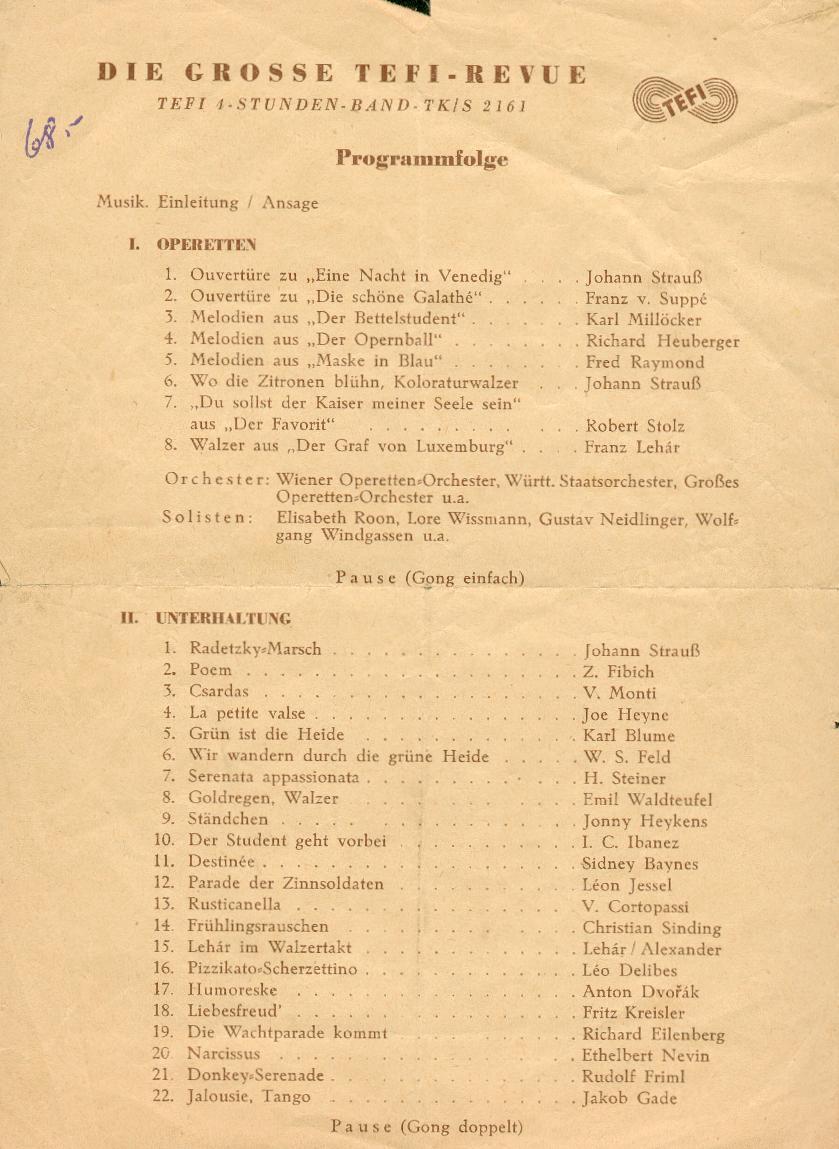 DIE GROSSE TEFI-REVUE
TEFI 4-STUNDEN-BAND-TK/S 2161
TEFI
68.-
Programmfolge
Musik. Einleitung / Ansage
I. OPERETTEN
1. Ouvertüre zu „Eine Nacht in Venedig“ . . . . Johann Strauß
2. Ouvertüre zu „Die schöne Galathé“ . . . . . . Franz v. Suppé
3. Melodien aus „Der Bettelstudent“ . . . . . . . Karl Millöcker
4. Melodien aus „Der Opernball“ . . . . . . . . Richard Heuberger
5. Melodien aus „Maske in Blau“ . . . . . . . . Fred Raymond
6. Wo die Zitronen blühn, Koloraturwalzer . . . Johann Strauß
7. „Du sollst der Kaiser meiner Seele sein“
aus „Der Favorit“ . . . . . . . . . . . . Robert Stolz
8. Walzer aus „Der Graf von Luxemburg“ . . . . Franz Lehár
Orchester: Wiener Operetten-Orchester, Württ. Staatsorchester, Großes
Operetten-Orchester u.a.
Solisten: Elisabeth Roon, Lore Wissmann, Gustav Neidlinger, Wolf-
gang Windgassen u.a.
Pause (Gong einfach)
II. UNTERHALTUNG
1. Radetzky-Marsch . . . . . . . . . . . . . . Johann Strauß
2. Poem . . . . . . . . . . . . . . . . . . Z. Fibich
3. Csardas . . . . . . . . . . . . . . . . . V. Monti
4. La petite valse . . . . . . . . . . . . . . . Joe Heyne
5. Grün ist die Heide . . . . . . . . . . . . Karl Blume
6. Wir wandern durch die grüne Heide . . . . . W. S. Feld
7. Serenata appassionata . . . . . . . . . . . . H. Steiner
8. Goldregen, Walzer . . . . . . . . . . . . Emil Waldteufel
9. Ständchen . . . . . . . . . . . . . . . . Jonny Heykens
10. Der Student geht vorbei . . . . . . . . . . I. C. Ibanez
11. Destinée . . . . . . . . . . . . . . . . . Sidney Baynes
12. Parade der Zinnsoldaten . . . . . . . . . . Léon Jessel
13. Rusticanella . . . . . . . . . . . . . . . V. Cortopassi
14. Frühlingsrauschen . . . . . . . . . . . . . Christian Sinding
15. Lehár im Walzertakt . . . . . . . . . . . . Lehár / Alexander
16. Pizzikato-Scherzettino . . . . . . . . . . . . Léo Delibes
17. Humoreske . . . . . . . . . . . . . . . Anton Dvořák
18. Liebesfreud' . . . . . . . . . . . . . . . Fritz Kreisler
19. Die Wachtparade kommt . . . . . . . . . Richard Eilenberg
20. Narcissus . . . . . . . . . . . . . . . . Ethelbert Nevin
21. Donkey-Serenade . . . . . . . . . . . . . . Rudolf Friml
22. Jalousie, Tango . . . . . . . . . . . . . . Jakob Gade
Pause (Gong doppelt)